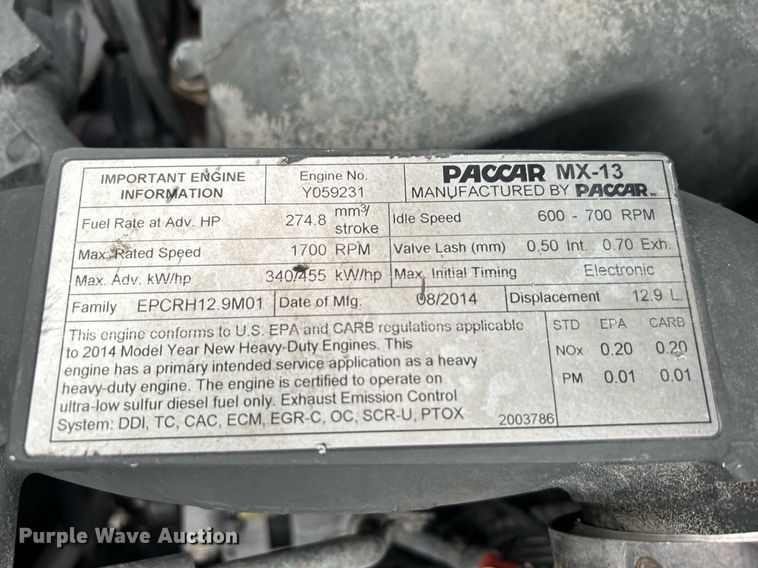 IMPORTANT ENGINE INFORMATION
Engine No. Y059231
PACCAR MX-13
MANUFACTURED BY PACCAR INC
Fuel Rate at Adv. HP 274.8 mm³/stroke
Idle Speed 600 - 700 RPM
Max. Rated Speed 1700 RPM
Valve Lash (mm) 0.50 Int. 0.70 Exh.
Max. Adv. kW/hp 340/455 kW/hp
Max. Initial Timing Electronic
Family EPCRH12.9M01
Date of Mfg. 08/2014
Displacement 12.9 L.
This engine conforms to U.S. EPA and CARB regulations applicable
to 2014 Model Year New Heavy-Duty Engines. This
engine has a primary intended service application as a heavy
heavy-duty engine. The engine is certified to operate on
ultra-low sulfur diesel fuel only. Exhaust Emission Control
System: DDI, TC, CAC, ECM, EGR-C, OC, SCR-U, PTOX
STD EPA CARB
NOx 0.20 0.20
PM 0.01 0.01
2003786
Purple Wave Auction
purplewave.com